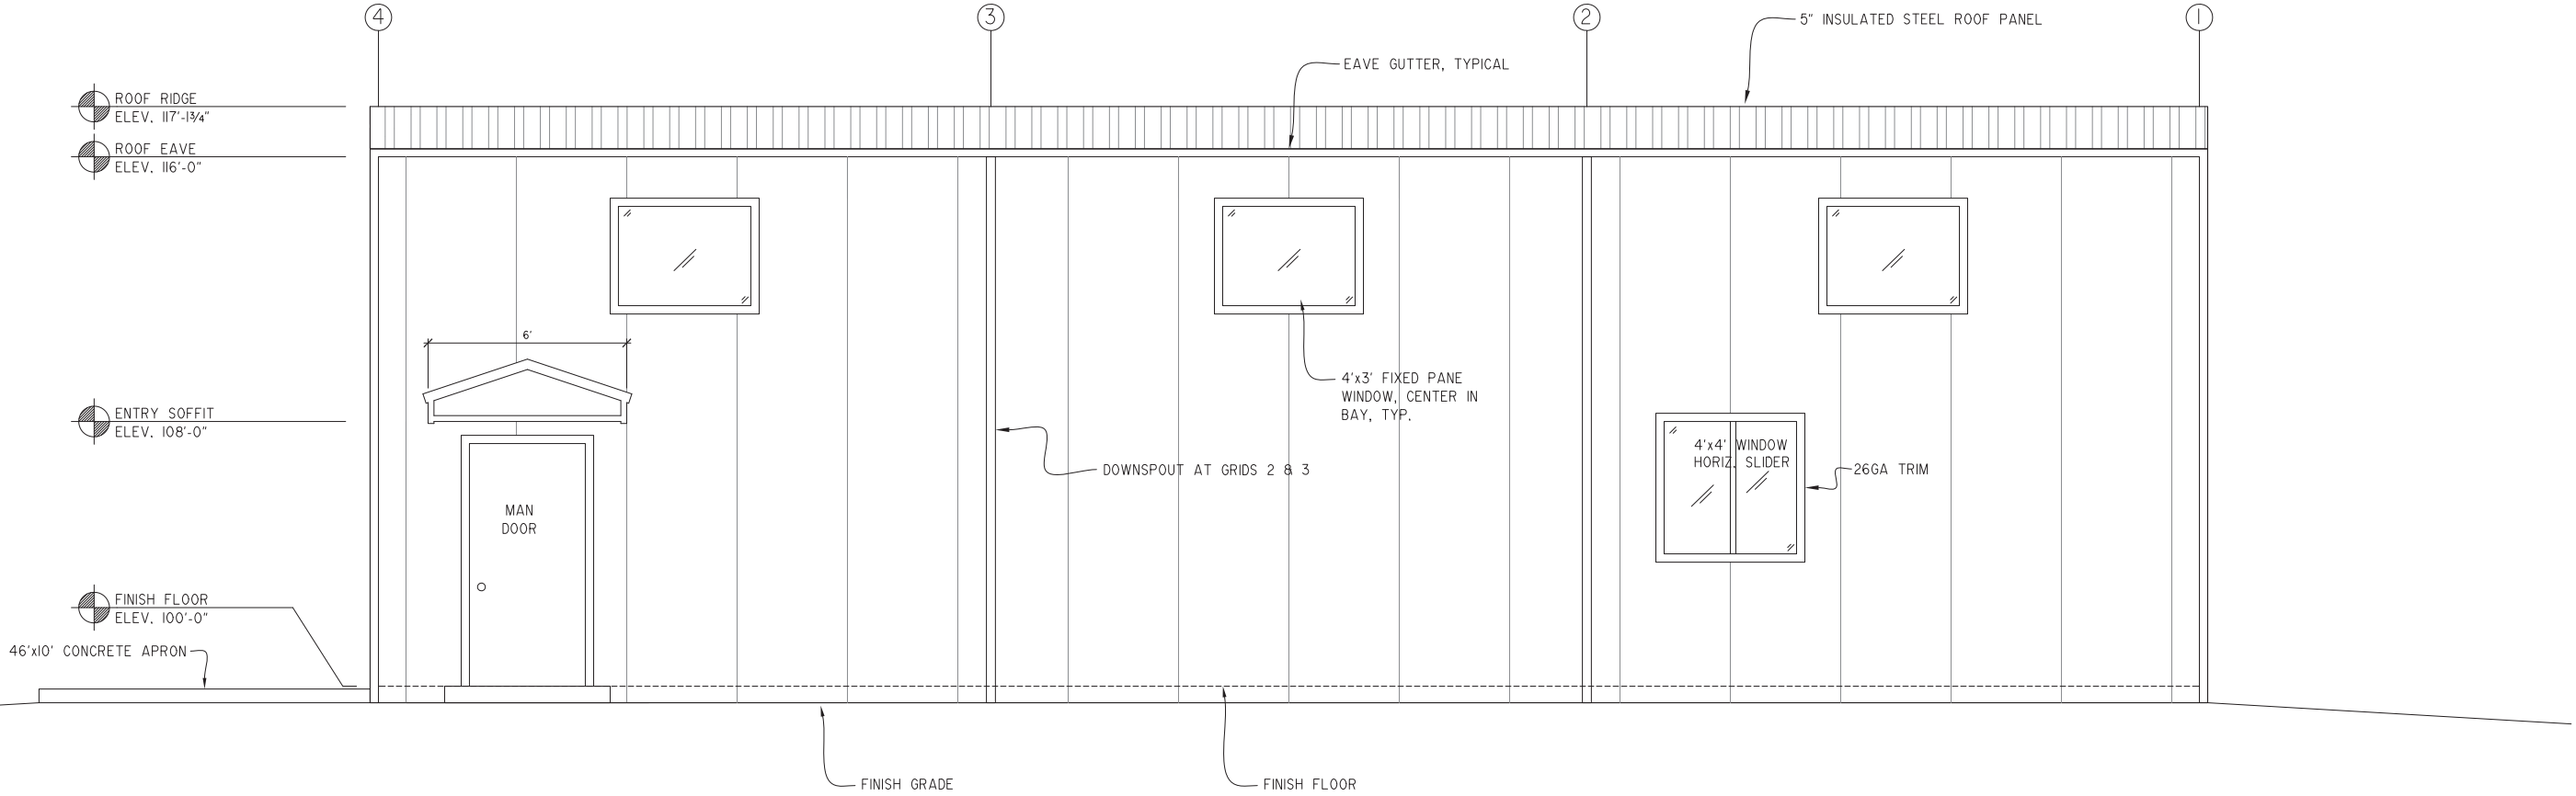 4
3
2
1
5" INSULATED STEEL ROOF PANEL
EAVE GUTTER, TYPICAL
ROOF RIDGE
ELEV. 117'-1¾"
ROOF EAVE
ELEV. 116'-0"
6'
4'x3' FIXED PANE
WINDOW, CENTER IN
BAY, TYP.
ENTRY SOFFIT
ELEV. 108'-0"
4'x4' WINDOW
HORIZ. SLIDER
DOWNSPOUT AT GRIDS 2 & 3
26GA TRIM
MAN
DOOR
FINISH FLOOR
ELEV. 100'-0"
46'x10' CONCRETE APRON
FINISH GRADE
FINISH FLOOR